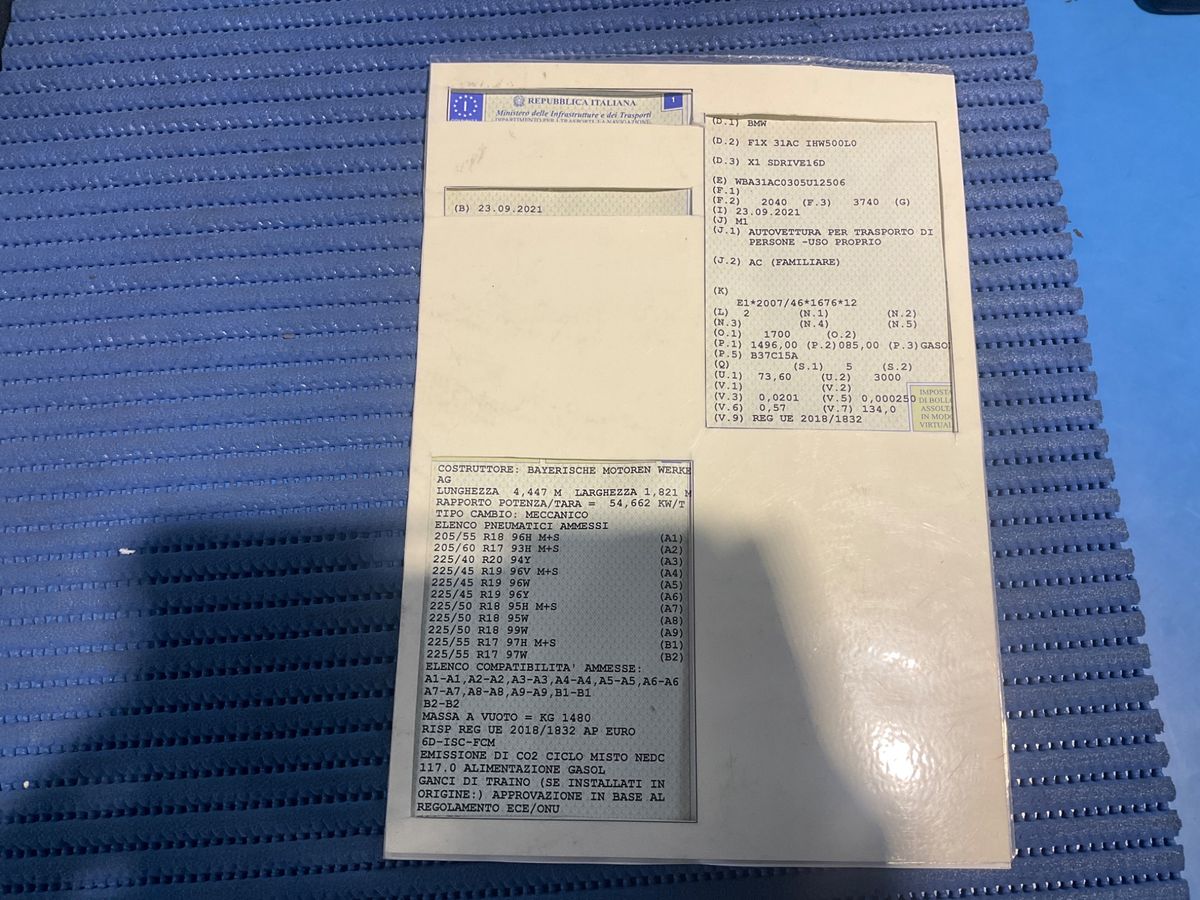 REPUBBLICA ITALIANA
1
I
Ministero delle Infrastrutture e dei Trasporti
DIPARTIMENTO PER I TRASPORTI, LA NAVIGAZIONE
(B) 23.09.2021
(D.1) BMW
(D.2) F1X 31AC IHW500L0
(D.3) X1 SDRIVE16D
(E) WBA31AC0305U12506
(F.1)
(F.2) 2040 (F.3) 3740 (G)
(I) 23.09.2021
(J) M1
(J.1) AUTOVETTURA PER TRASPORTO DI
PERSONE -USO PROPRIO
(J.2) AC (FAMILIARE)
(K)
E1*2007/46*1676*12
(L) 2 (N.1) (N.2)
(N.3) (N.4) (N.5)
(O.1) 1700 (O.2)
(P.1) 1496,00 (P.2)085,00 (P.3)GASO
(P.5) B37C15A
(Q) (S.1) 5 (S.2)
(U.1) 73,60 (U.2) 3000
(V.1) (V.2)
(V.3) 0,0201 (V.5) 0,000250
(V.6) 0,57 (V.7) 134,0
(V.9) REG UE 2018/1832
IMPOSTA
DI BOLL
ASSOLT
IN MOD
VIRTUAL
COSTRUTTORE: BAYERISCHE MOTOREN WERKE
AG
LUNGHEZZA 4,447 M LARGHEZZA 1,821 M
RAPPORTO POTENZA/TARA = 54,662 KW/T
TIPO CAMBIO: MECCANICO
ELENCO PNEUMATICI AMMESSI
205/55 R18 96H M+S (A1)
205/60 R17 93H M+S (A2)
225/40 R20 94Y (A3)
225/45 R19 96V M+S (A4)
225/45 R19 96W (A5)
225/45 R19 96Y (A6)
225/50 R18 95H M+S (A7)
225/50 R18 95W (A8)
225/50 R18 99W (A9)
225/55 R17 97H M+S (B1)
225/55 R17 97W (B2)
ELENCO COMPATIBILITA' AMMESSE:
A1-A1,A2-A2,A3-A3,A4-A4,A5-A5,A6-A6
A7-A7,A8-A8,A9-A9,B1-B1
B2-B2
MASSA A VUOTO = KG 1480
RISP REG UE 2018/1832 AP EURO
6D-ISC-FCM
EMISSIONE DI CO2 CICLO MISTO NEDC
117.0 ALIMENTAZIONE GASOL
GANCI DI TRAINO (SE INSTALLATI IN
ORIGINE:) APPROVAZIONE IN BASE AL
REGOLAMENTO ECE/ONU